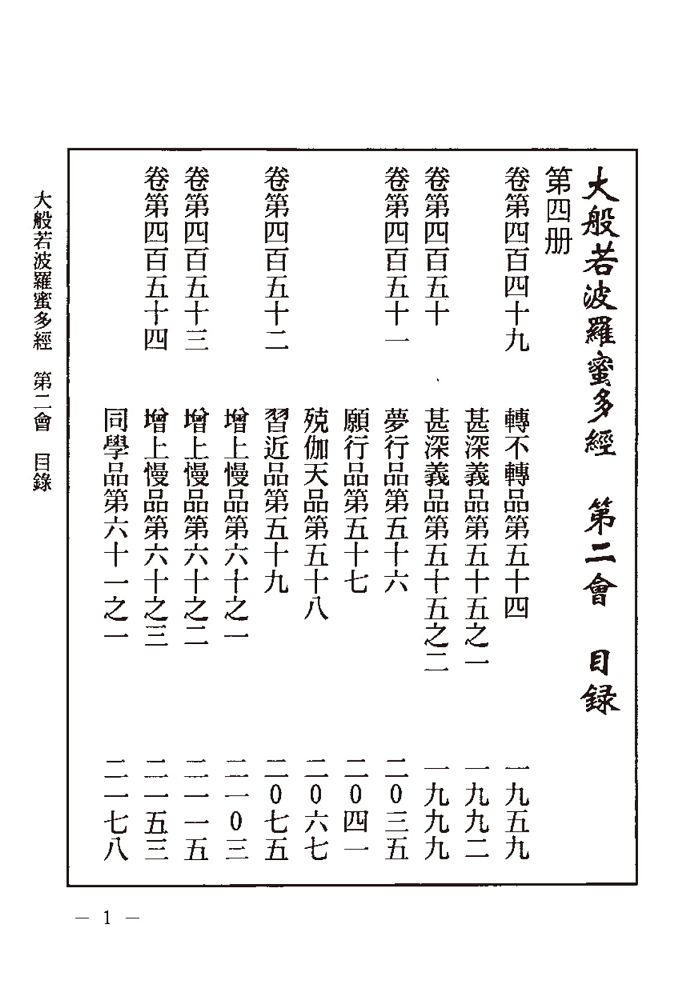 大般若波羅蜜多經　第二會　目錄
第四册
卷第四百四十九　轉不轉品第五十四　一九五九
甚深義品第五十五之一　一九九二
卷第四百五十　甚深義品第五十五之二　一九九九
卷第四百五十一　夢行品第五十六　二0三五
願行品第五十七　二0四一
殑伽天品第五十八　二0六七
卷第四百五十二　習近品第五十九　二0七五
增上慢品第六十之一　二一0三
卷第四百五十三　增上慢品第六十之二　二一一五
卷第四百五十四　增上慢品第六十之三　二一五三
同學品第六十一之一　二一七八
大般若波羅蜜多經　第二會　目錄
— 1 —